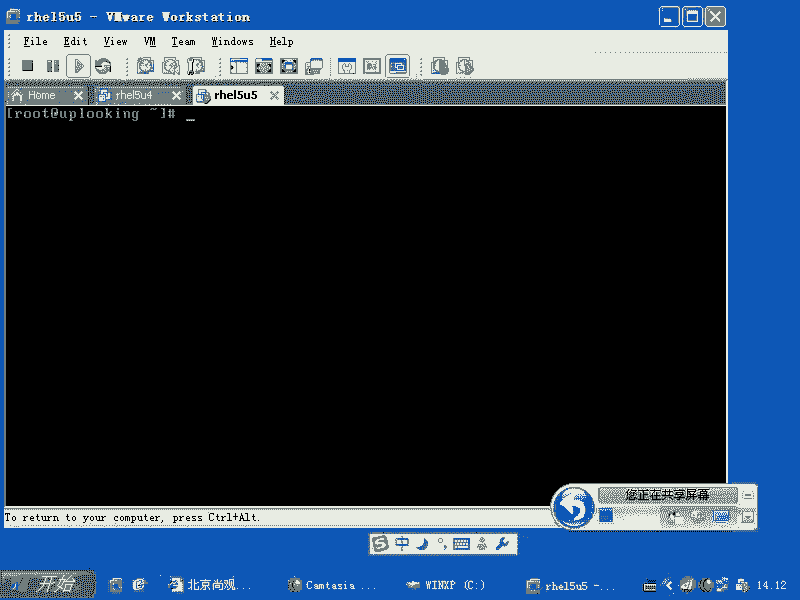 rhel5u5 - VMware Workstation
File Edit View VM Team Windows Help
Home rhel5u4 rhel5u5
[root@uplooking ~]# _
To return to your computer, press Ctrl+Alt.
您正在共享屏幕
中
开始 北京尚观... Camtasia ... WINXP (C:) rhel5u5 -... 14:12